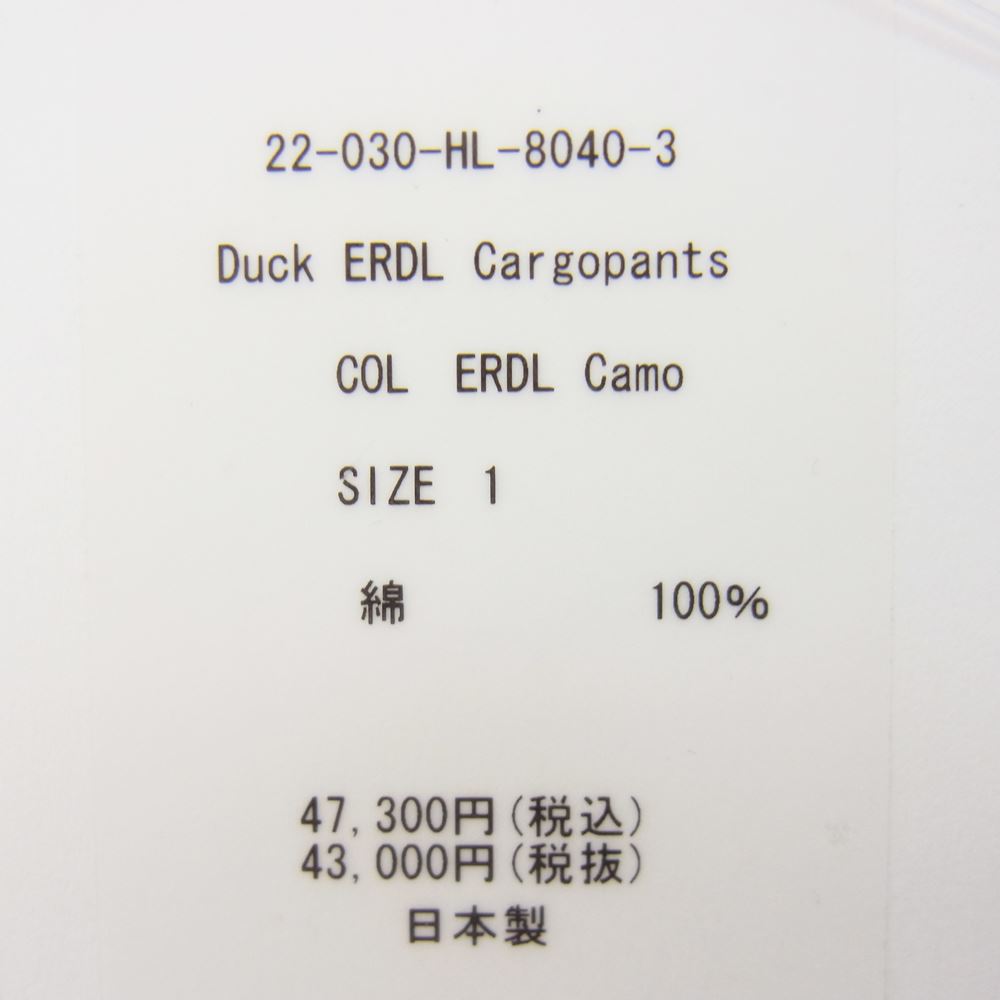 22-030-HL-8040-3
Duck ERDL Cargopants
COL ERDL Camo
SIZE 1
綿 100%
47,300円(税込)
43,000円(税抜)
日本製